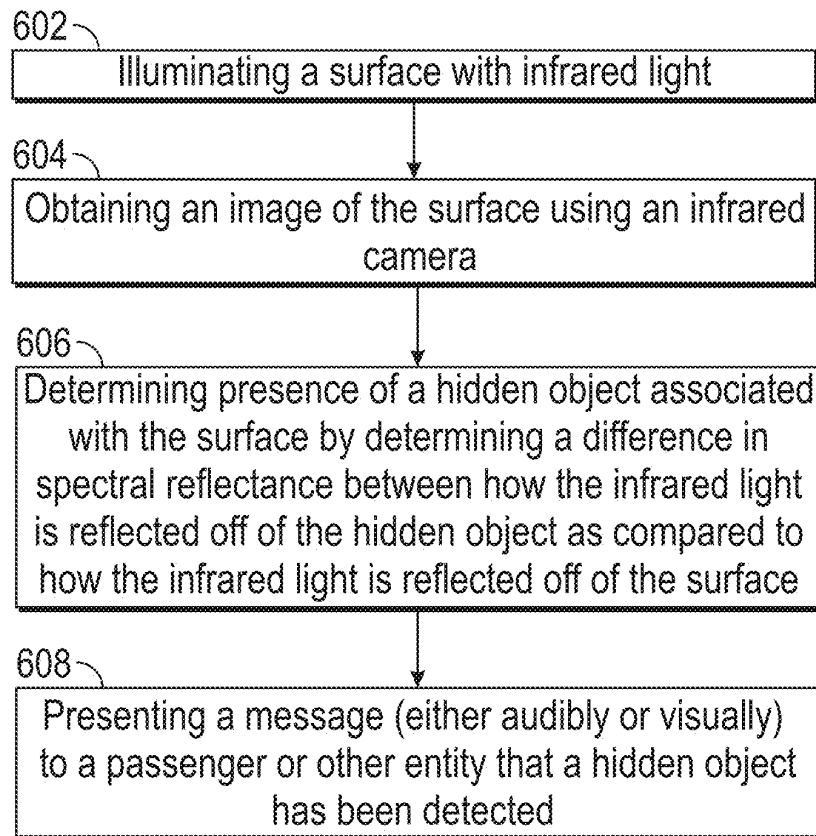 602
Illuminating a surface with infrared light
604
Obtaining an image of the surface using an infrared
camera
606
Determining presence of a hidden object associated
with the surface by determining a difference in
spectral reflectance between how the infrared light
is reflected off of the hidden object as compared to
how the infrared light is reflected off of the surface
608
Presenting a message (either audibly or visually)
to a passenger or other entity that a hidden object
has been detected